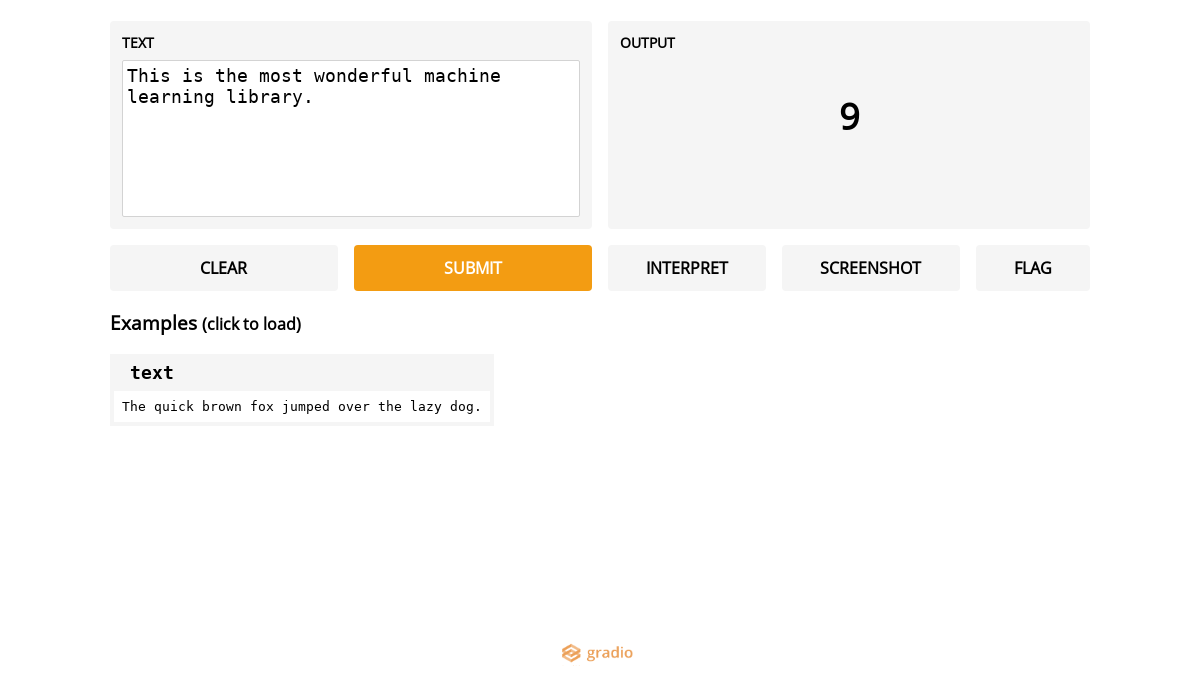 TEXT
This is the most wonderful machine
learning library.
OUTPUT
9
CLEAR
SUBMIT
INTERPRET
SCREENSHOT
FLAG
Examples (click to load)
text
The quick brown fox jumped over the lazy dog.
gradio